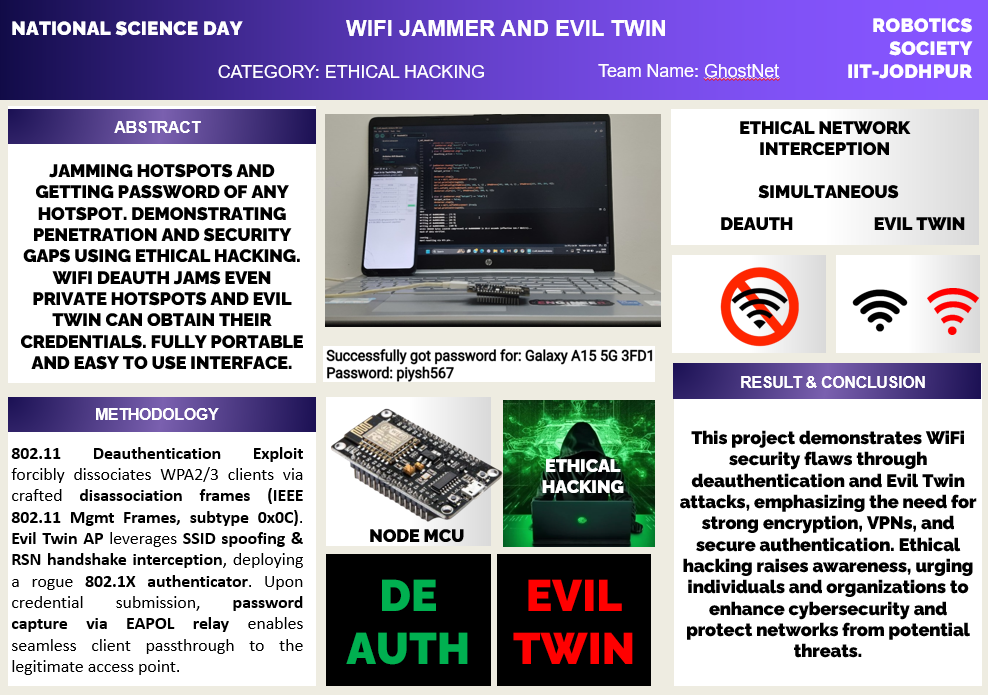 NATIONAL SCIENCE DAY
WIFI JAMMER AND EVIL TWIN
CATEGORY: ETHICAL HACKING
Team Name: GhostNet
ROBOTICS
SOCIETY
IIT-JODHPUR
ABSTRACT
JAMMING HOTSPOTS AND
GETTING PASSWORD OF ANY
HOTSPOT. DEMONSTRATING
PENETRATION AND SECURITY
GAPS USING ETHICAL HACKING.
WIFI DEAUTH JAMS EVEN
PRIVATE HOTSPOTS AND EVIL
TWIN CAN OBTAIN THEIR
CREDENTIALS. FULLY PORTABLE
AND EASY TO USE INTERFACE.
METHODOLOGY
802.11 Deauthentication Exploit
forcibly dissociates WPA2/3 clients via
crafted disassociation frames (IEEE
802.11 Mgmt Frames, subtype 0x0C).
Evil Twin AP leverages SSID spoofing &
RSN handshake interception, deploying
a rogue 802.1X authenticator. Upon
credential submission, password
capture via EAPOL relay enables
seamless client passthrough to the
legitimate access point.
hp
Successfully got password for: Galaxy A15 5G 3FD1
Password: piysh567
NODE MCU
ETHICAL
HACKING
DE
AUTH
EVIL
TWIN
ETHICAL NETWORK
INTERCEPTION
SIMULTANEOUS
DEAUTH
EVIL TWIN
RESULT & CONCLUSION
This project demonstrates WiFi
security flaws through
deauthentication and Evil Twin
attacks, emphasizing the need for
strong encryption, VPNs, and
secure authentication. Ethical
hacking raises awareness, urging
individuals and organizations to
enhance cybersecurity and
protect networks from potential
threats.